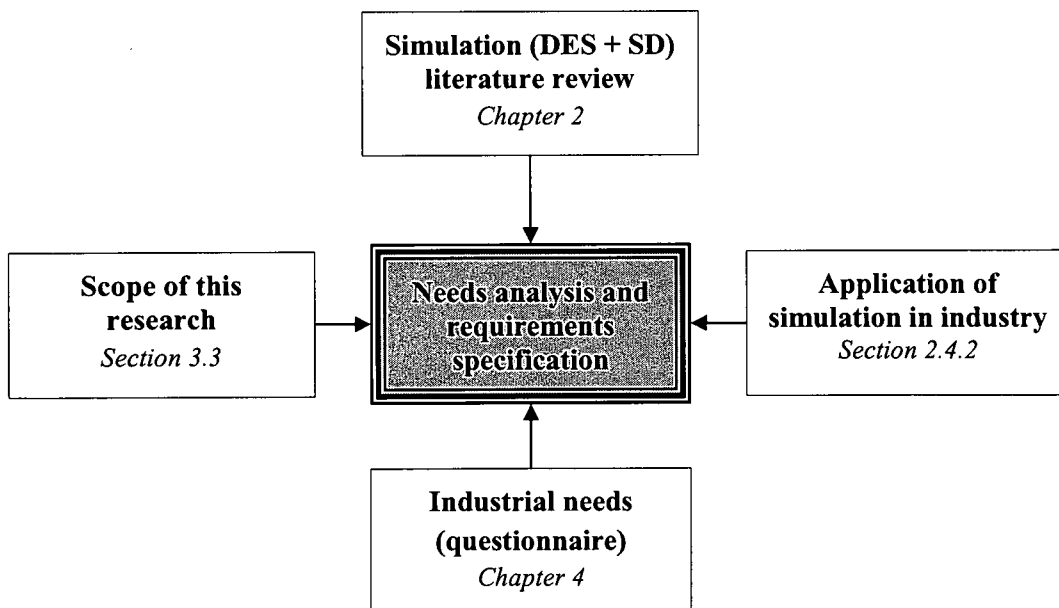 Simulation (DES + SD)
literature review
Chapter 2
Scope of this
research
Section 3.3
Needs analysis and
requirements
specification
Application of
simulation in industry
Section 2.4.2
Industrial needs
(questionnaire)
Chapter 4